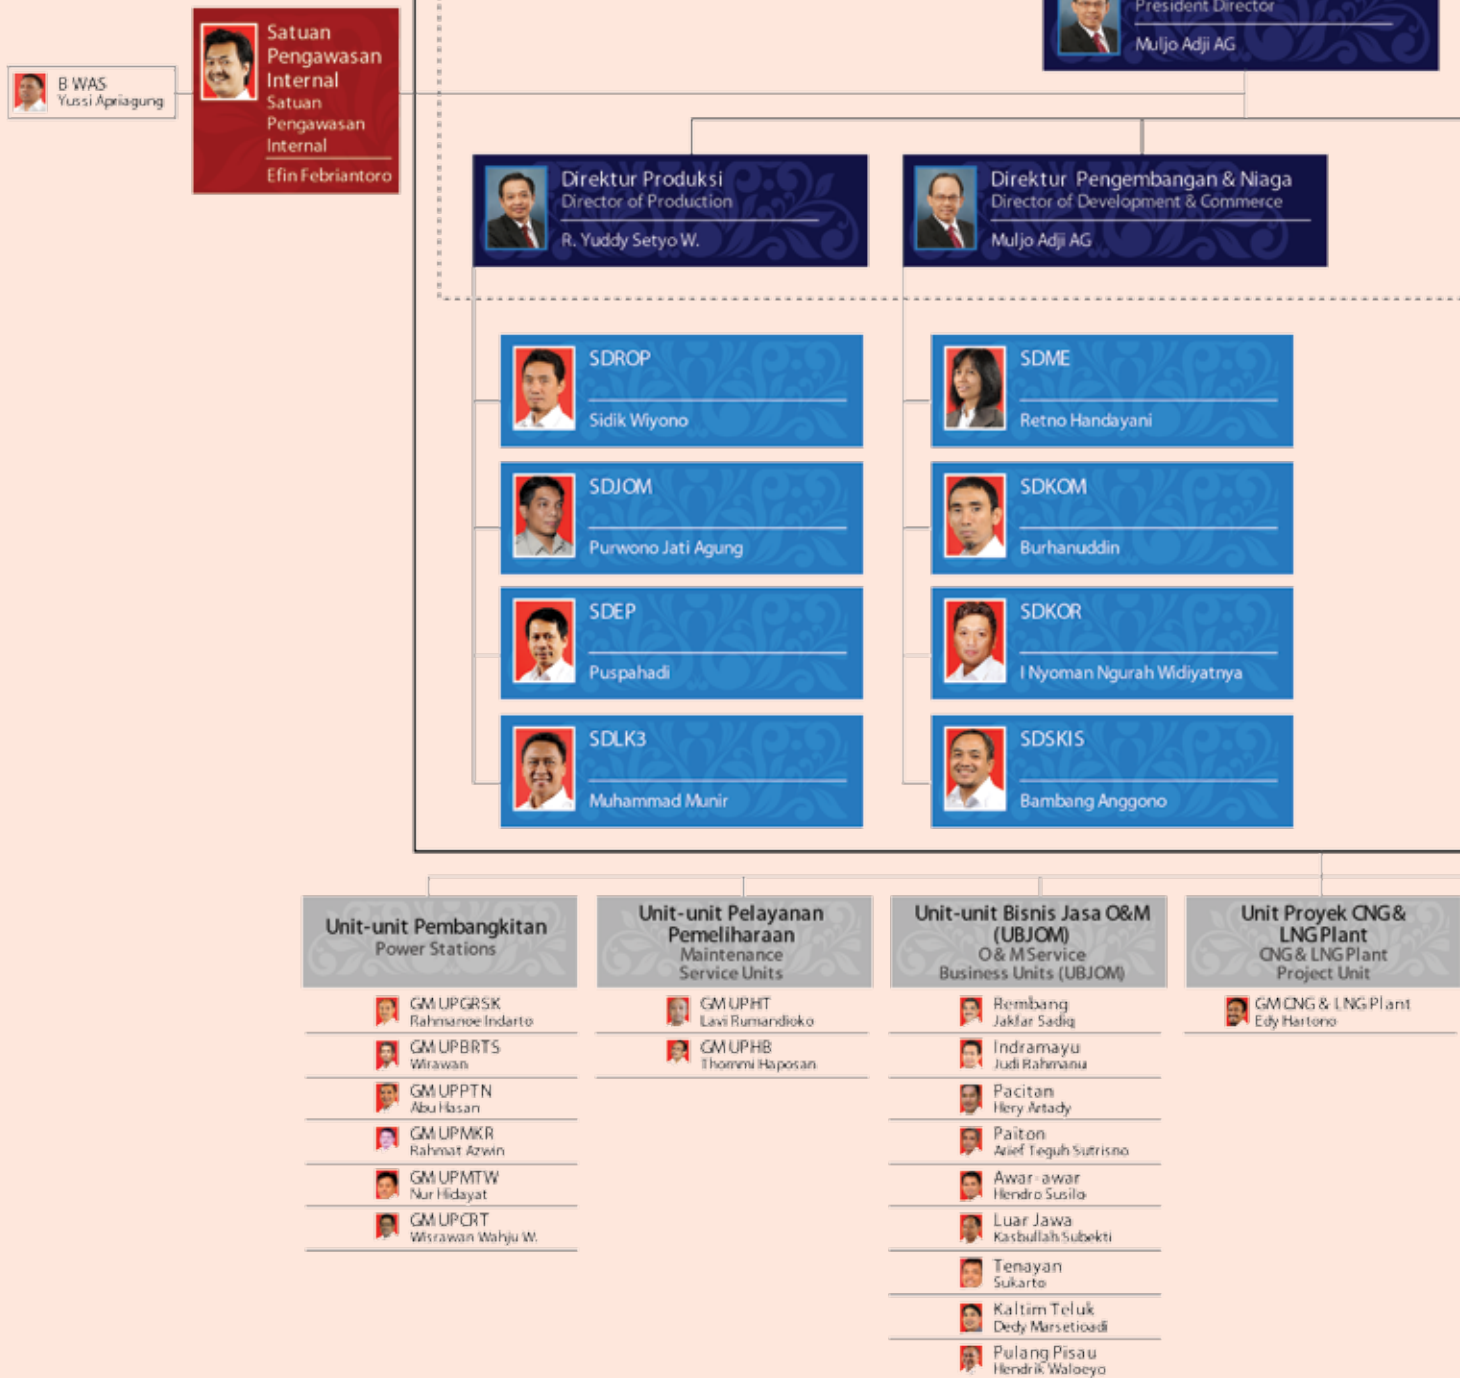 President Director
Muljo Adji AG
Satuan
Pengawasan
Internal
Satuan
Pengawasan
Internal
Efin Febriantoro
B WAS
Yussi Apriagung
Direktur Produksi
Director of Production
R. Yuddy Setyo W.
Direktur Pengembangan & Niaga
Director of Development & Commerce
Muljo Adji AG
SDROP
Sidik Wiyono
SDJOM
Purwono Jati Agung
SDEP
Puspahadi
SDLK3
Muhammad Munir
SDME
Retno Handayani
SDKOM
Burhanuddin
SDKOR
I Nyoman Ngurah Widiyatnya
SDSKIS
Bambang Anggono
Unit-unit Pembangkitan
Power Stations
GM UPGRSK
Rahmanoe Indarto
GM UPBRTS
Wirawan
GM UPPTN
Abu Hasan
GM UPMKR
Rahmat Azwin
GM UPMTW
Nur Hidayat
GM UPCRT
Wisrawan Wahju W.
Unit-unit Pelayanan
Pemeliharaan
Maintenance
Service Units
GM UPHT
Lavi Rumandioko
GM UPHB
Thommi Haposan
Unit-unit Bisnis Jasa O&M
(UBJOM)
O & M Service
Business Units (UBJOM)
Rembang
Jakfar Sadiq
Indramayu
Judi Rahmanu
Pacitan
Hery Artady
Paiton
Arief Teguh Sutrisno
Awar-awar
Hendro Susilo
Luar Jawa
Kasbullah Subekti
Tenayan
Sukarto
Kaltim Teluk
Dedy Marsetioadi
Pulang Pisau
Hendrik Waloeyo
Unit Proyek CNG &
LNG Plant
CNG & LNG Plant
Project Unit
GM CNG & LNG Plant
Edy Hartono